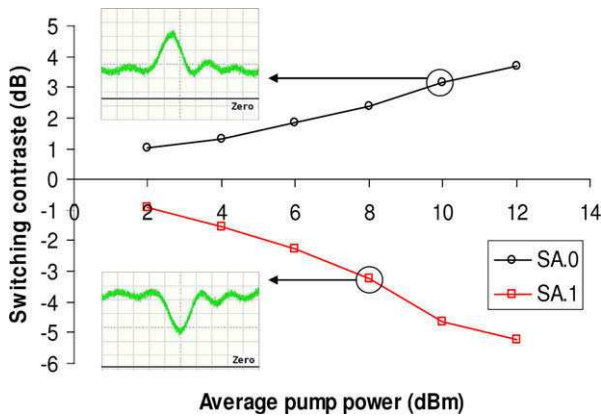 Switching contraste (dB)
5
4
3
2
1
0
-1
-2
-3
-4
-5
-6
Zero
0 2 4 6 8 10 12 14
SA.0
SA.1
Zero
Average pump power (dBm)